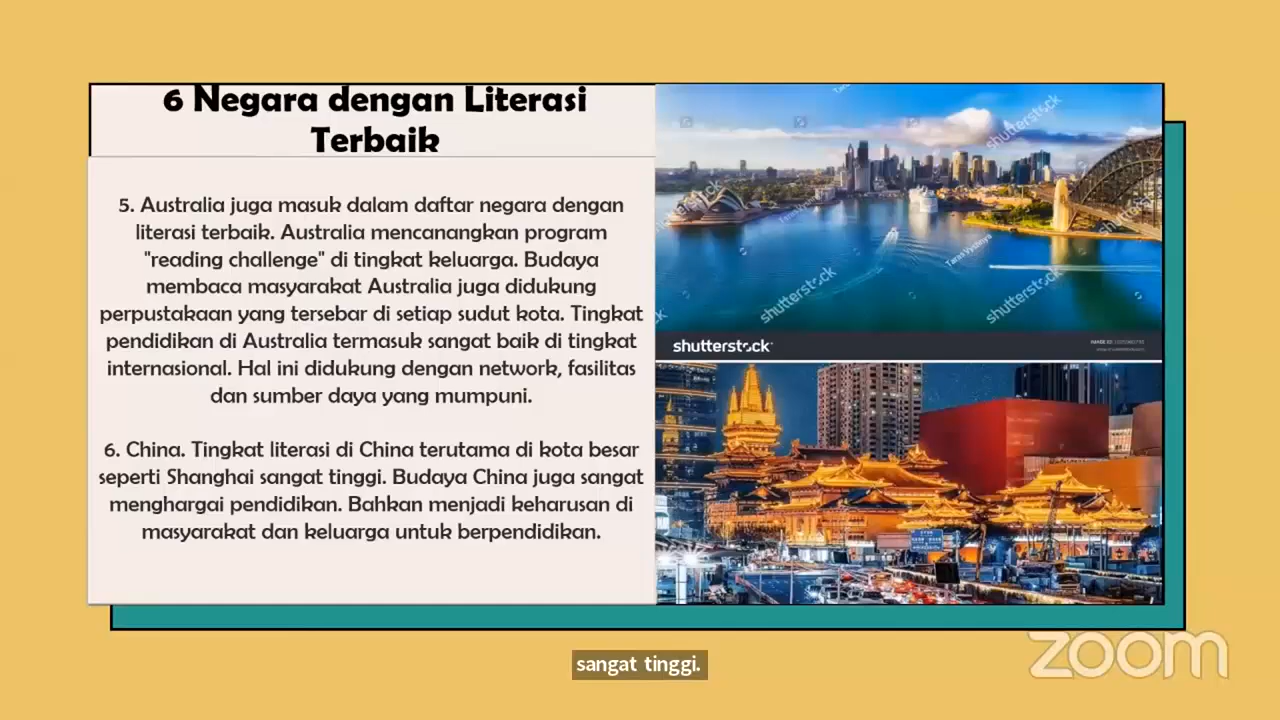 6 Negara dengan Literasi
Terbaik
5. Australia juga masuk dalam daftar negara dengan
literasi terbaik. Australia mencanangkan program
"reading challenge" di tingkat keluarga. Budaya
membaca masyarakat Australia juga didukung
perpustakaan yang tersebar di setiap sudut kota. Tingkat
pendidikan di Australia termasuk sangat baik di tingkat
internasional. Hal ini didukung dengan network, fasilitas
dan sumber daya yang mumpuni.
6. China. Tingkat literasi di China terutama di kota besar
seperti Shanghai sangat tinggi. Budaya China juga sangat
menghargai pendidikan. Bahkan menjadi keharusan di
masyarakat dan keluarga untuk berpendidikan.
shutterstock
shutterstock
shutterstock
shutterstock
sangat tinggi.
zoom